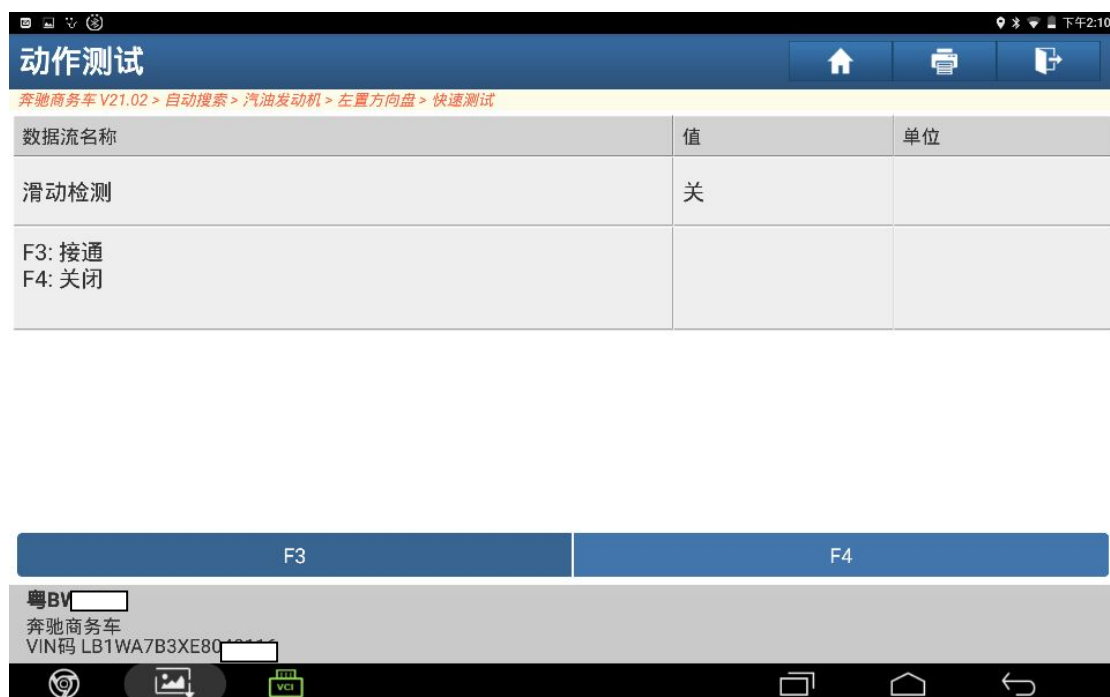 下午2:10
动作测试
奔驰商务车 V21.02 > 自动搜索 > 汽油发动机 > 左置方向盘 > 快速测试
数据流名称 值 单位
滑动检测 关
F3: 接通
F4: 关闭
F3 F4
粤BW
奔驰商务车
VIN码 LB1WA7B3XE80
VCI